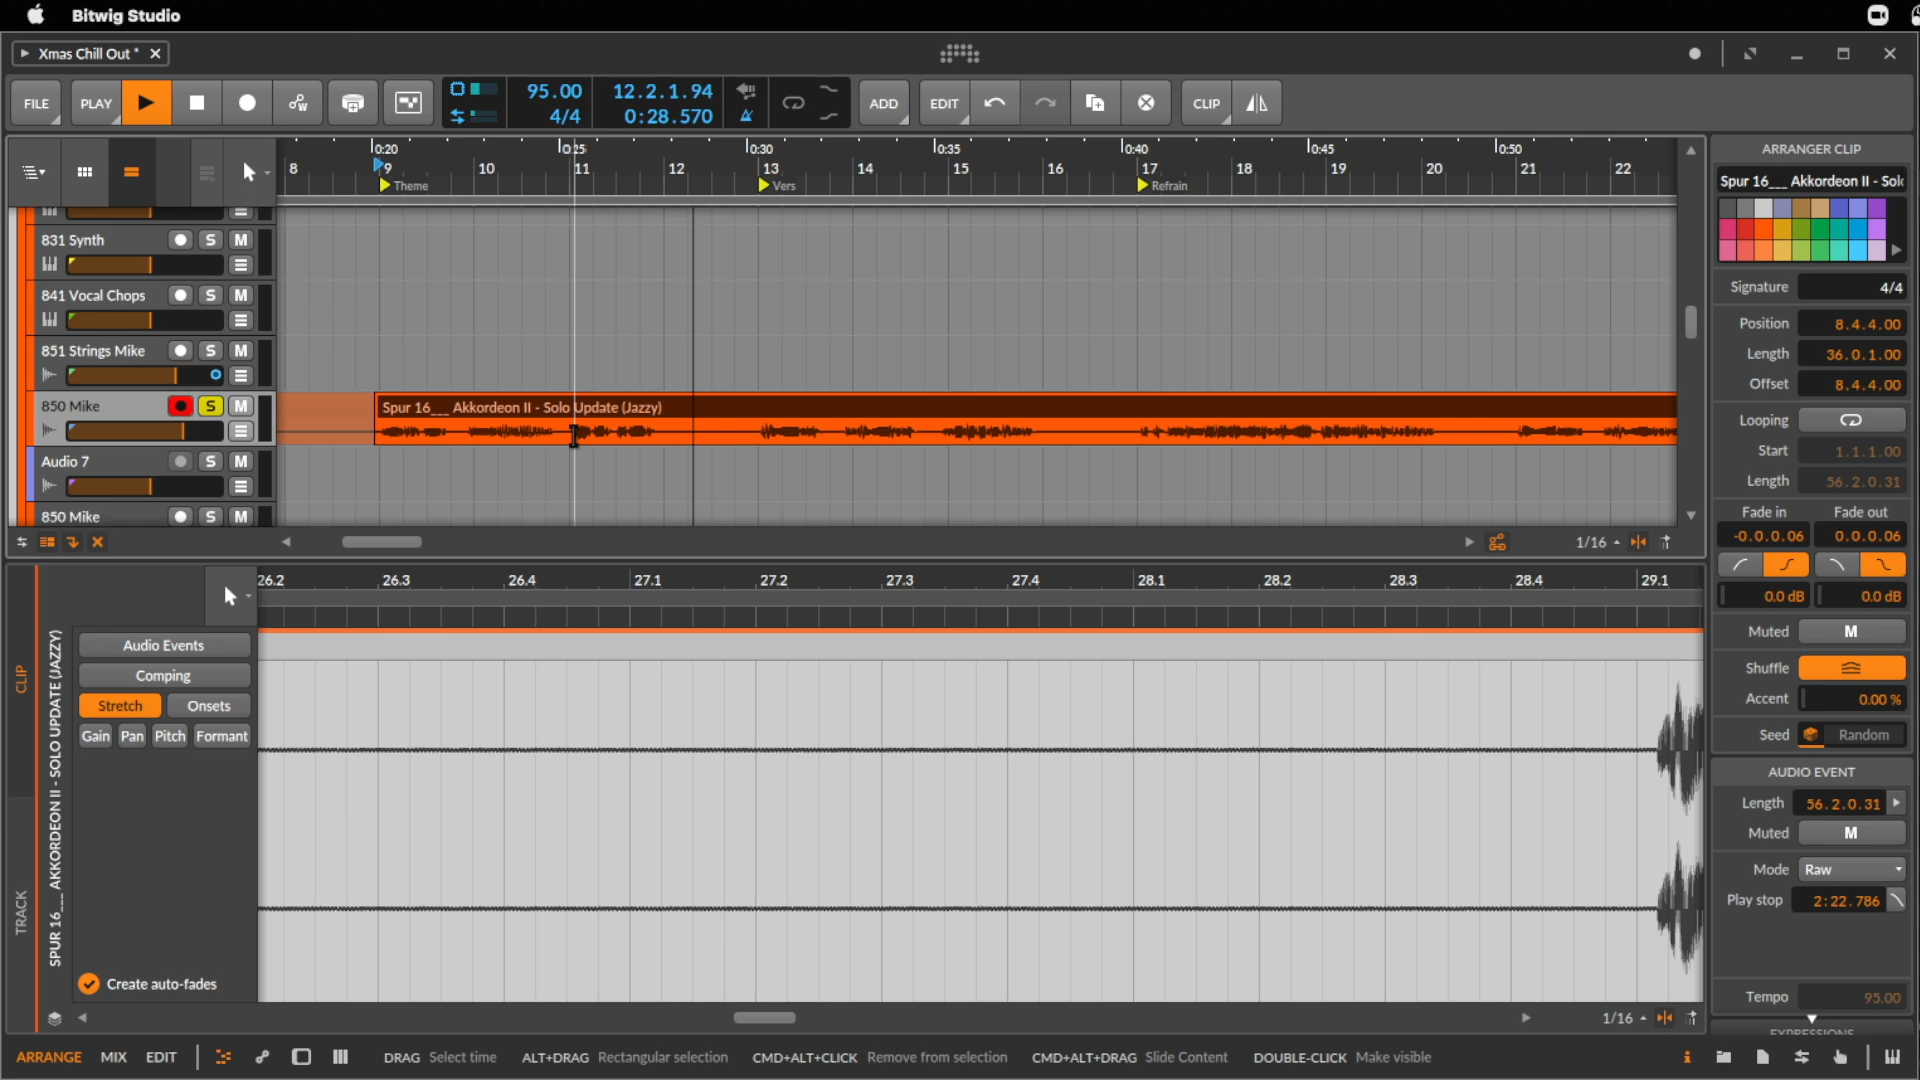 Bitwig Studio
Xmas Chill Out * ×
FILE PLAY 95.00 12.2.1.94 ADD EDIT CLIP
4/4 0:28.570
0:20 0:25 0:30 0:35 0:40 0:45 0:50
8 9 10 11 12 13 14 15 16 17 18 19 20 21 22
Theme Vers Refrain
831 Synth S M
841 Vocal Chops S M
851 Strings Mike S M
850 Mike S M
Spur 16___ Akkordeon II - Solo Update (Jazzy)
Audio 7 S M
850 Mike S M
1/16
ARRANGER CLIP
Spur 16___ Akkordeon II - Solo
Signature 4/4
Position 8.4.4.00
Length 36.0.1.00
Offset 8.4.4.00
Looping
Start 1.1.1.00
Length 56.2.0.31
Fade in Fade out
-0.0.0.06 0.0.0.06
0.0 dB 0.0 dB
Muted M
Shuffle
Accent 0.00 %
Seed Random
AUDIO EVENT
Length 56.2.0.31
Muted M
Mode Raw
Play stop 2:22.786
Tempo 95.00
EXPRESSIONS
26.2 26.3 26.4 27.1 27.2 27.3 27.4 28.1 28.2 28.3 28.4 29.1
CLIP
TRACK
SPUR 16___ AKKORDEON II - SOLO UPDATE (JAZZY)
Audio Events
Comping
Stretch Onsets
Gain Pan Pitch Formant
Create auto-fades
1/16
ARRANGE MIX EDIT DRAG Select time ALT+DRAG Rectangular selection CMD+ALT+CLICK Remove from selection CMD+ALT+DRAG Slide Content DOUBLE-CLICK Make visible